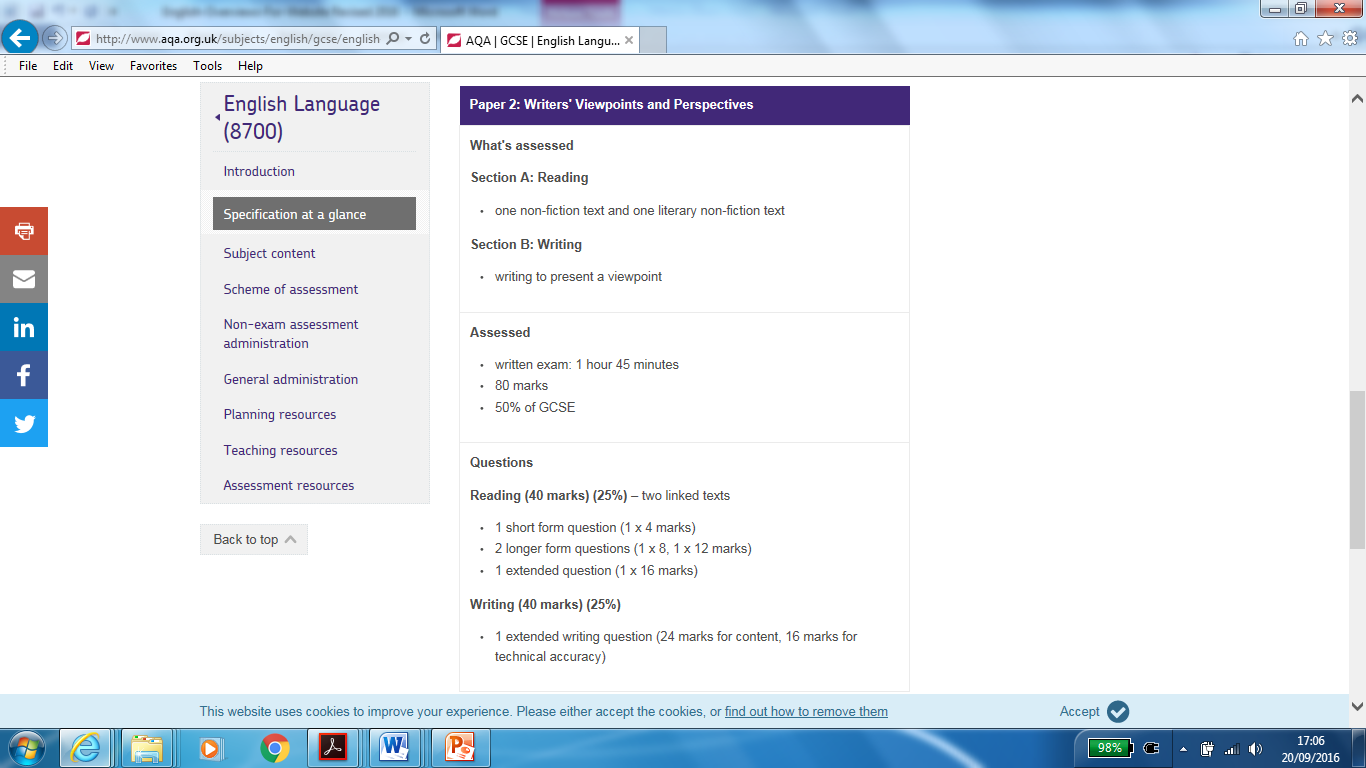 English Overviews For Website Revised 2016 - Microsoft Word
http://www.aqa.org.uk/subjects/english/gcse/english
AQA | GCSE | English Langu...
File Edit View Favorites Tools Help
English Language
(8700)
Introduction
Specification at a glance
Subject content
Scheme of assessment
Non-exam assessment
administration
General administration
Planning resources
Teaching resources
Assessment resources
Back to top
Paper 2: Writers' Viewpoints and Perspectives
What's assessed
Section A: Reading
• one non-fiction text and one literary non-fiction text
Section B: Writing
• writing to present a viewpoint
Assessed
• written exam: 1 hour 45 minutes
• 80 marks
• 50% of GCSE
Questions
Reading (40 marks) (25%) – two linked texts
• 1 short form question (1 x 4 marks)
• 2 longer form questions (1 x 8, 1 x 12 marks)
• 1 extended question (1 x 16 marks)
Writing (40 marks) (25%)
• 1 extended writing question (24 marks for content, 16 marks for
technical accuracy)
in
f
This website uses cookies to improve your experience. Please either accept the cookies, or find out how to remove them
Accept
98%
17:06
20/09/2016